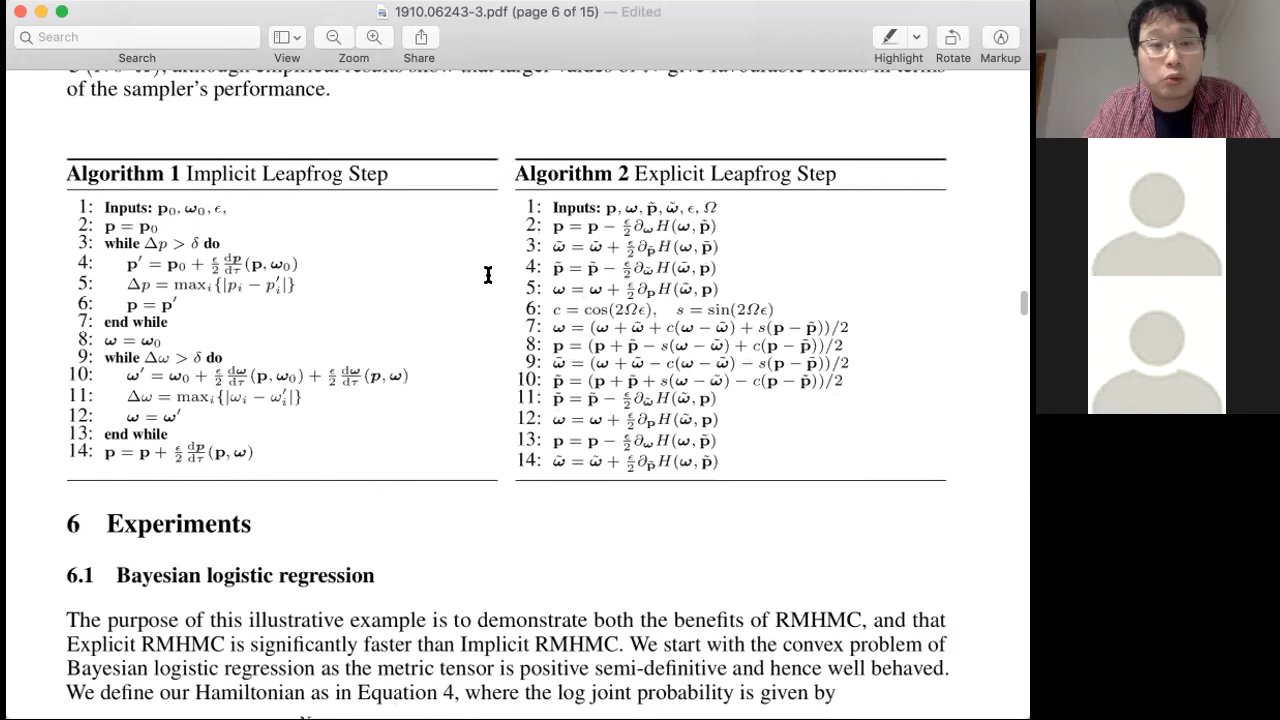 1910.06243-3.pdf (page 6 of 15) — Edited
Search
Search View Zoom Share Highlight Rotate Markup
of the sampler's performance.
Algorithm 1 Implicit Leapfrog Step
1: Inputs: p₀, ω₀, ϵ,
2: p = p₀
3: while Δp > δ do
4: p′ = p₀ + ϵ/2 dp/dτ (p, ω₀)
5: Δp = maxᵢ{|pᵢ − p′ᵢ|}
6: p = p′
7: end while
8: ω = ω₀
9: while Δω > δ do
10: ω′ = ω₀ + ϵ/2 dω/dτ (p, ω₀) + ϵ/2 dω/dτ (p, ω)
11: Δω = maxᵢ{|ωᵢ − ω′ᵢ|}
12: ω = ω′
13: end while
14: p = p + ϵ/2 dp/dτ (p, ω)
Algorithm 2 Explicit Leapfrog Step
1: Inputs: p, ω, p̃, ω̃, ϵ, Ω
2: p = p − ϵ/2 ∂_ω H(ω, p̃)
3: ω̃ = ω̃ + ϵ/2 ∂_p̃ H(ω, p̃)
4: p̃ = p̃ − ϵ/2 ∂_ω̃ H(ω̃, p)
5: ω = ω + ϵ/2 ∂_p H(ω̃, p)
6: c = cos(2Ωϵ), s = sin(2Ωϵ)
7: ω = (ω + ω̃ + c(ω − ω̃) + s(p − p̃))/2
8: p = (p + p̃ − s(ω − ω̃) + c(p − p̃))/2
9: ω̃ = (ω + ω̃ − c(ω − ω̃) − s(p − p̃))/2
10: p̃ = (p + p̃ + s(ω − ω̃) − c(p − p̃))/2
11: p̃ = p̃ − ϵ/2 ∂_ω̃ H(ω̃, p)
12: ω = ω + ϵ/2 ∂_p H(ω̃, p)
13: p = p − ϵ/2 ∂_ω H(ω, p̃)
14: ω̃ = ω̃ + ϵ/2 ∂_p̃ H(ω, p̃)
6 Experiments
6.1 Bayesian logistic regression
The purpose of this illustrative example is to demonstrate both the benefits of RMHMC, and that
Explicit RMHMC is significantly faster than Implicit RMHMC. We start with the convex problem of
Bayesian logistic regression as the metric tensor is positive semi-definitive and hence well behaved.
We define our Hamiltonian as in Equation 4, where the log joint probability is given by